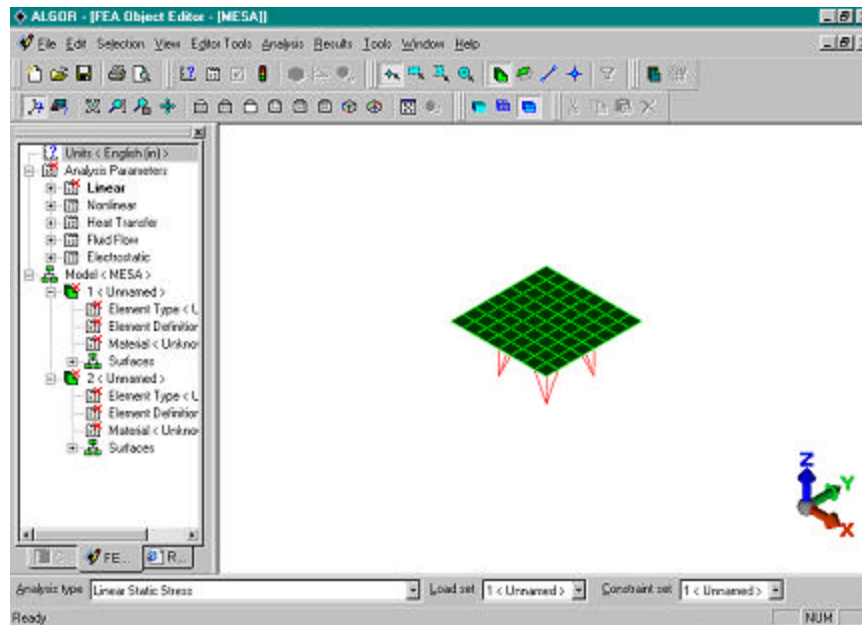 ALGOR - [FEA Object Editor - [MESA]]
File Edit Selection View Editor Tools Analysis Results Tools Window Help
Units < English (in) >
Analysis Parameters
Linear
Nonlinear
Heat Transfer
Fluid Flow
Electrostatic
Model < MESA >
1 < Unnamed >
Element Type < U
Element Definition
Material < Unkno
Surfaces
2 < Unnamed >
Element Type < U
Element Definition
Material < Unkno
Surfaces
Z
Y
X
FE...
R...
Analysis type Linear Static Stress Load set 1 < Unnamed > Constraint set 1 < Unnamed >
Ready NUM